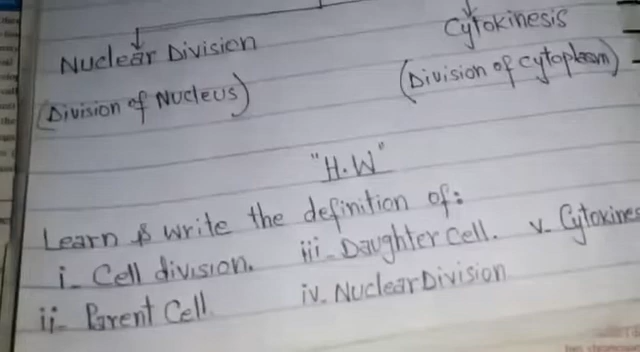 Nuclear Division
Cytokinesis
(Division of Nucleus)
(Division of cytoplasm)
"H.W"
Learn & write the definition of:
i- Cell division.
iii- Daughter Cell.
v- Cytokines
ii- Parent Cell.
iv- Nuclear Division